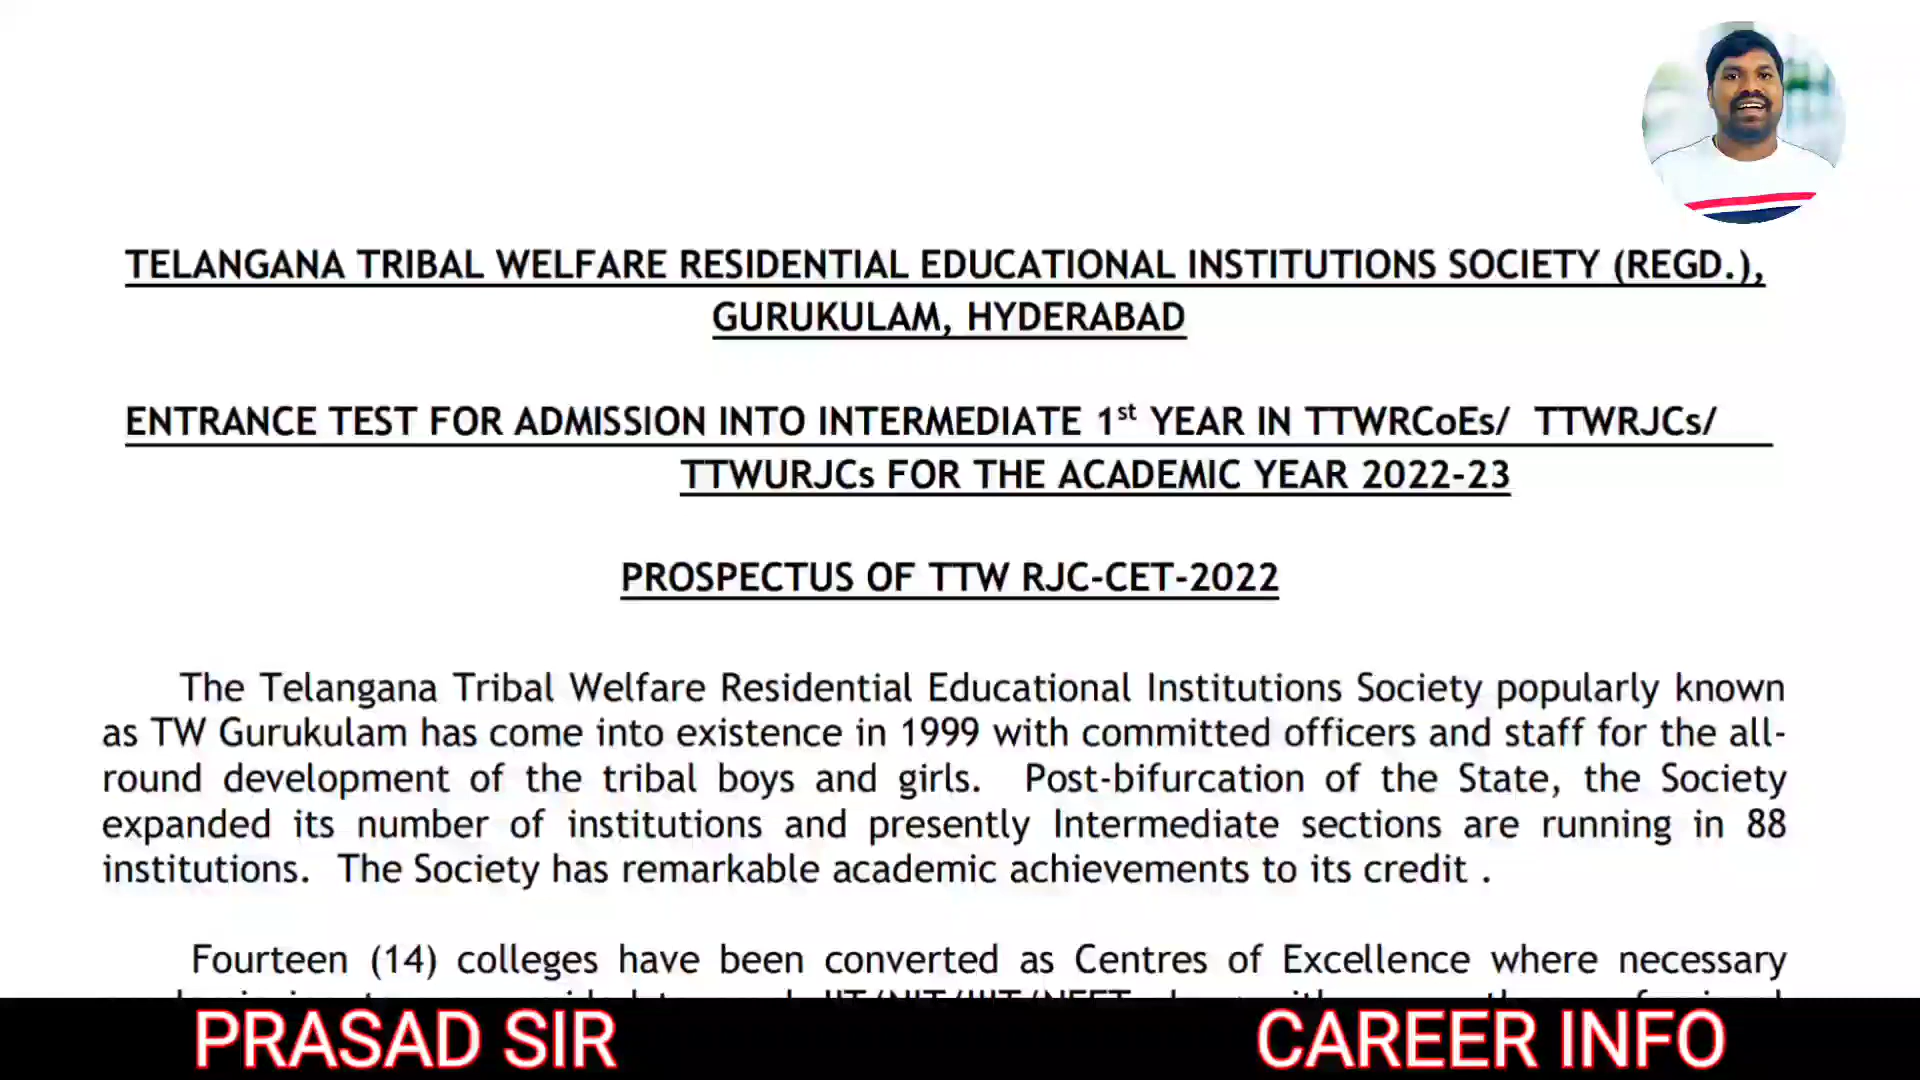 TELANGANA TRIBAL WELFARE RESIDENTIAL EDUCATIONAL INSTITUTIONS SOCIETY (REGD.),
GURUKULAM, HYDERABAD
ENTRANCE TEST FOR ADMISSION INTO INTERMEDIATE 1st YEAR IN TTWRCoEs/ TTWRJCs/
TTWURJCs FOR THE ACADEMIC YEAR 2022-23
PROSPECTUS OF TTW RJC-CET-2022
The Telangana Tribal Welfare Residential Educational Institutions Society popularly known
as TW Gurukulam has come into existence in 1999 with committed officers and staff for the all-
round development of the tribal boys and girls. Post-bifurcation of the State, the Society
expanded its number of institutions and presently Intermediate sections are running in 88
institutions. The Society has remarkable academic achievements to its credit .
Fourteen (14) colleges have been converted as Centres of Excellence where necessary
PRASAD SIR
CAREER INFO